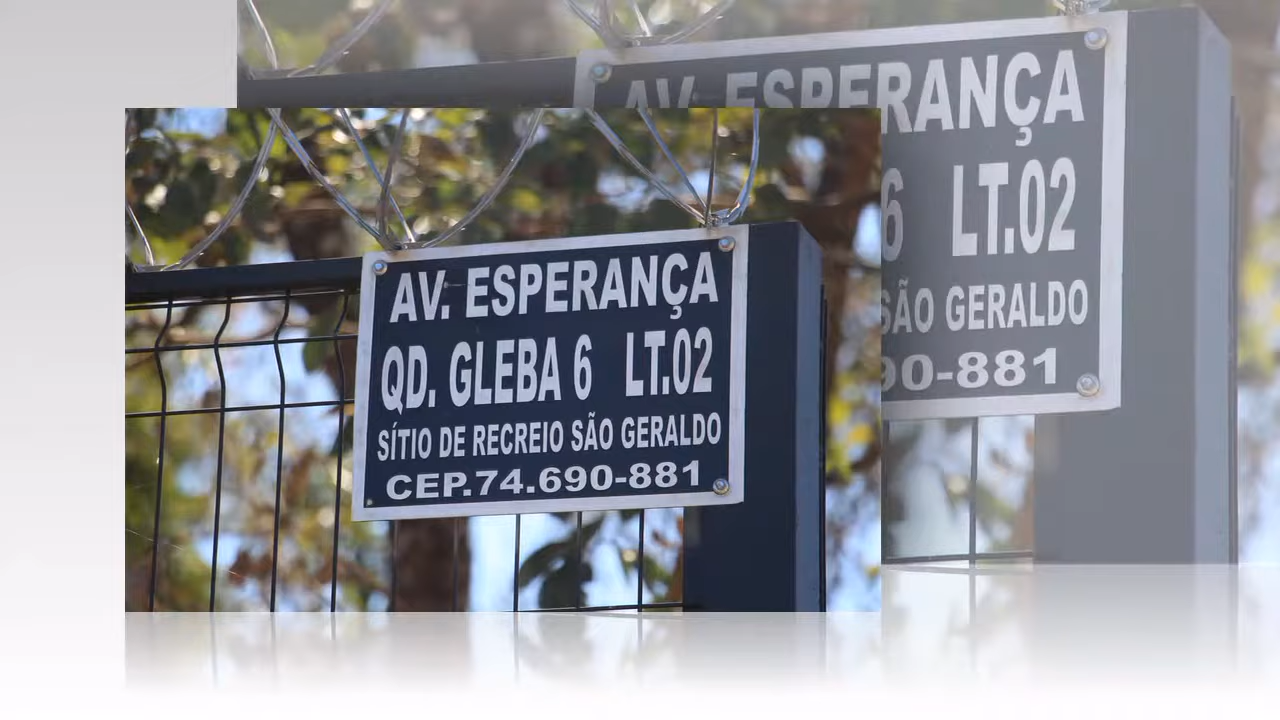 AV. ESPERANÇA
QD. GLEBA 6 LT.02
SÍTIO DE RECREIO SÃO GERALDO
CEP.74.690-881
AV. ESPERANÇA
6 LT.02
SÃO GERALDO
90-881